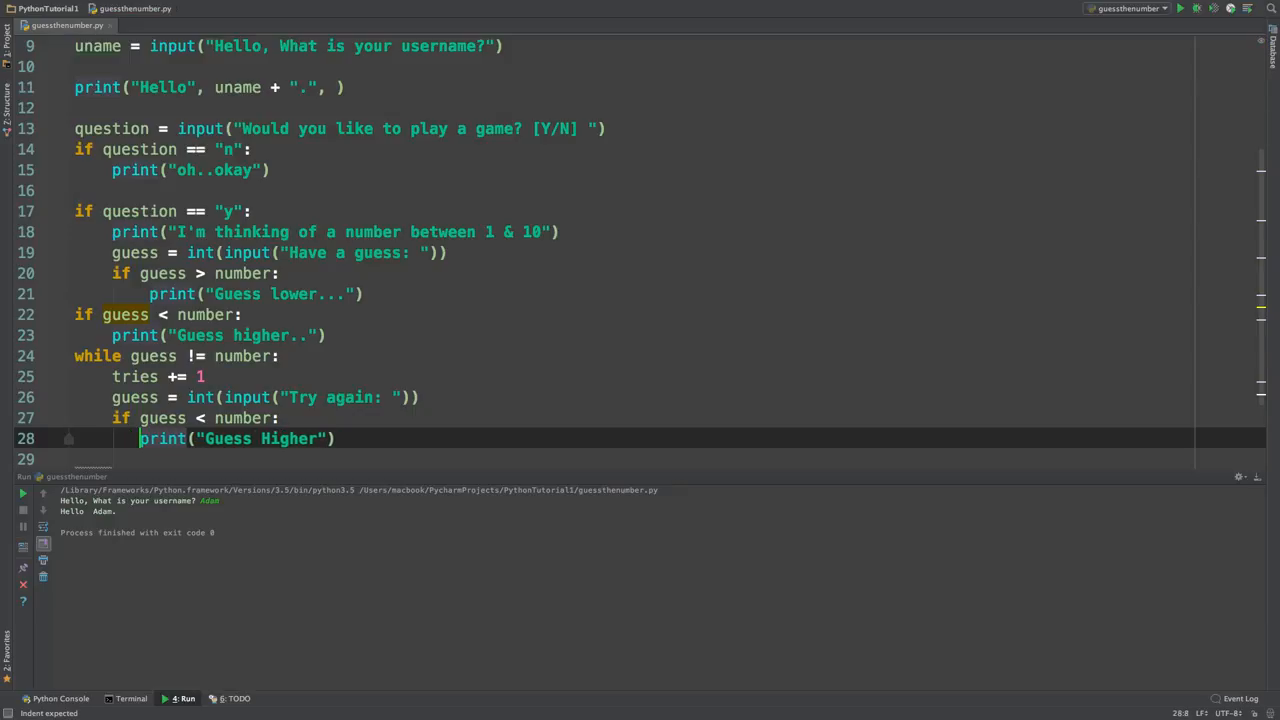 PythonTutorial1 guessthenumber.py guessthenumber
guessthenumber.py
1: Project
Database
Z: Structure
9 uname = input("Hello, What is your username?")
10
11 print("Hello", uname + ".", )
12
13 question = input("Would you like to play a game? [Y/N] ")
14 if question == "n":
15 print("oh..okay")
16
17 if question == "y":
18 print("I'm thinking of a number between 1 & 10")
19 guess = int(input("Have a guess: "))
20 if guess > number:
21 print("Guess lower...")
22 if guess < number:
23 print("Guess higher..")
24 while guess != number:
25 tries += 1
26 guess = int(input("Try again: "))
27 if guess < number:
28 print("Guess Higher")
29
Run guessthenumber
/Library/Frameworks/Python.framework/Versions/3.5/bin/python3.5 /Users/macbook/PycharmProjects/PythonTutorial1/guessthenumber.py
Hello, What is your username? Adam
Hello  Adam.
Process finished with exit code 0
2: Favorites
Python Console Terminal 4: Run 6: TODO Event Log
Indent expected 28:8 LF÷ UTF-8÷